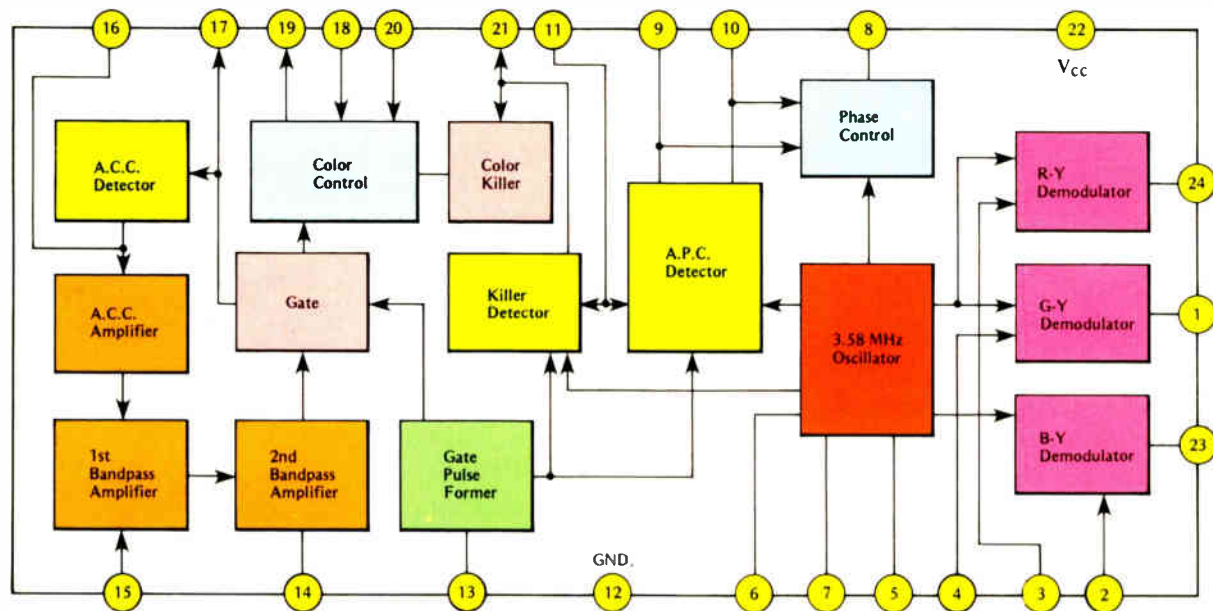 16
17
19
18
20
21
11
9
10
8
22
Vcc
A.C.C.
Detector
Color
Control
Color
Killer
Phase
Control
R-Y
Demodulator
24
A.C.C.
Amplifier
Gate
Killer
Detector
A.P.C.
Detector
3.58 MHz
Oscillator
G-Y
Demodulator
1
1st
Bandpass
Amplifier
2nd
Bandpass
Amplifier
Gate
Pulse
Former
B-Y
Demodulator
23
GND.
15
14
13
12
6
7
5
4
3
2